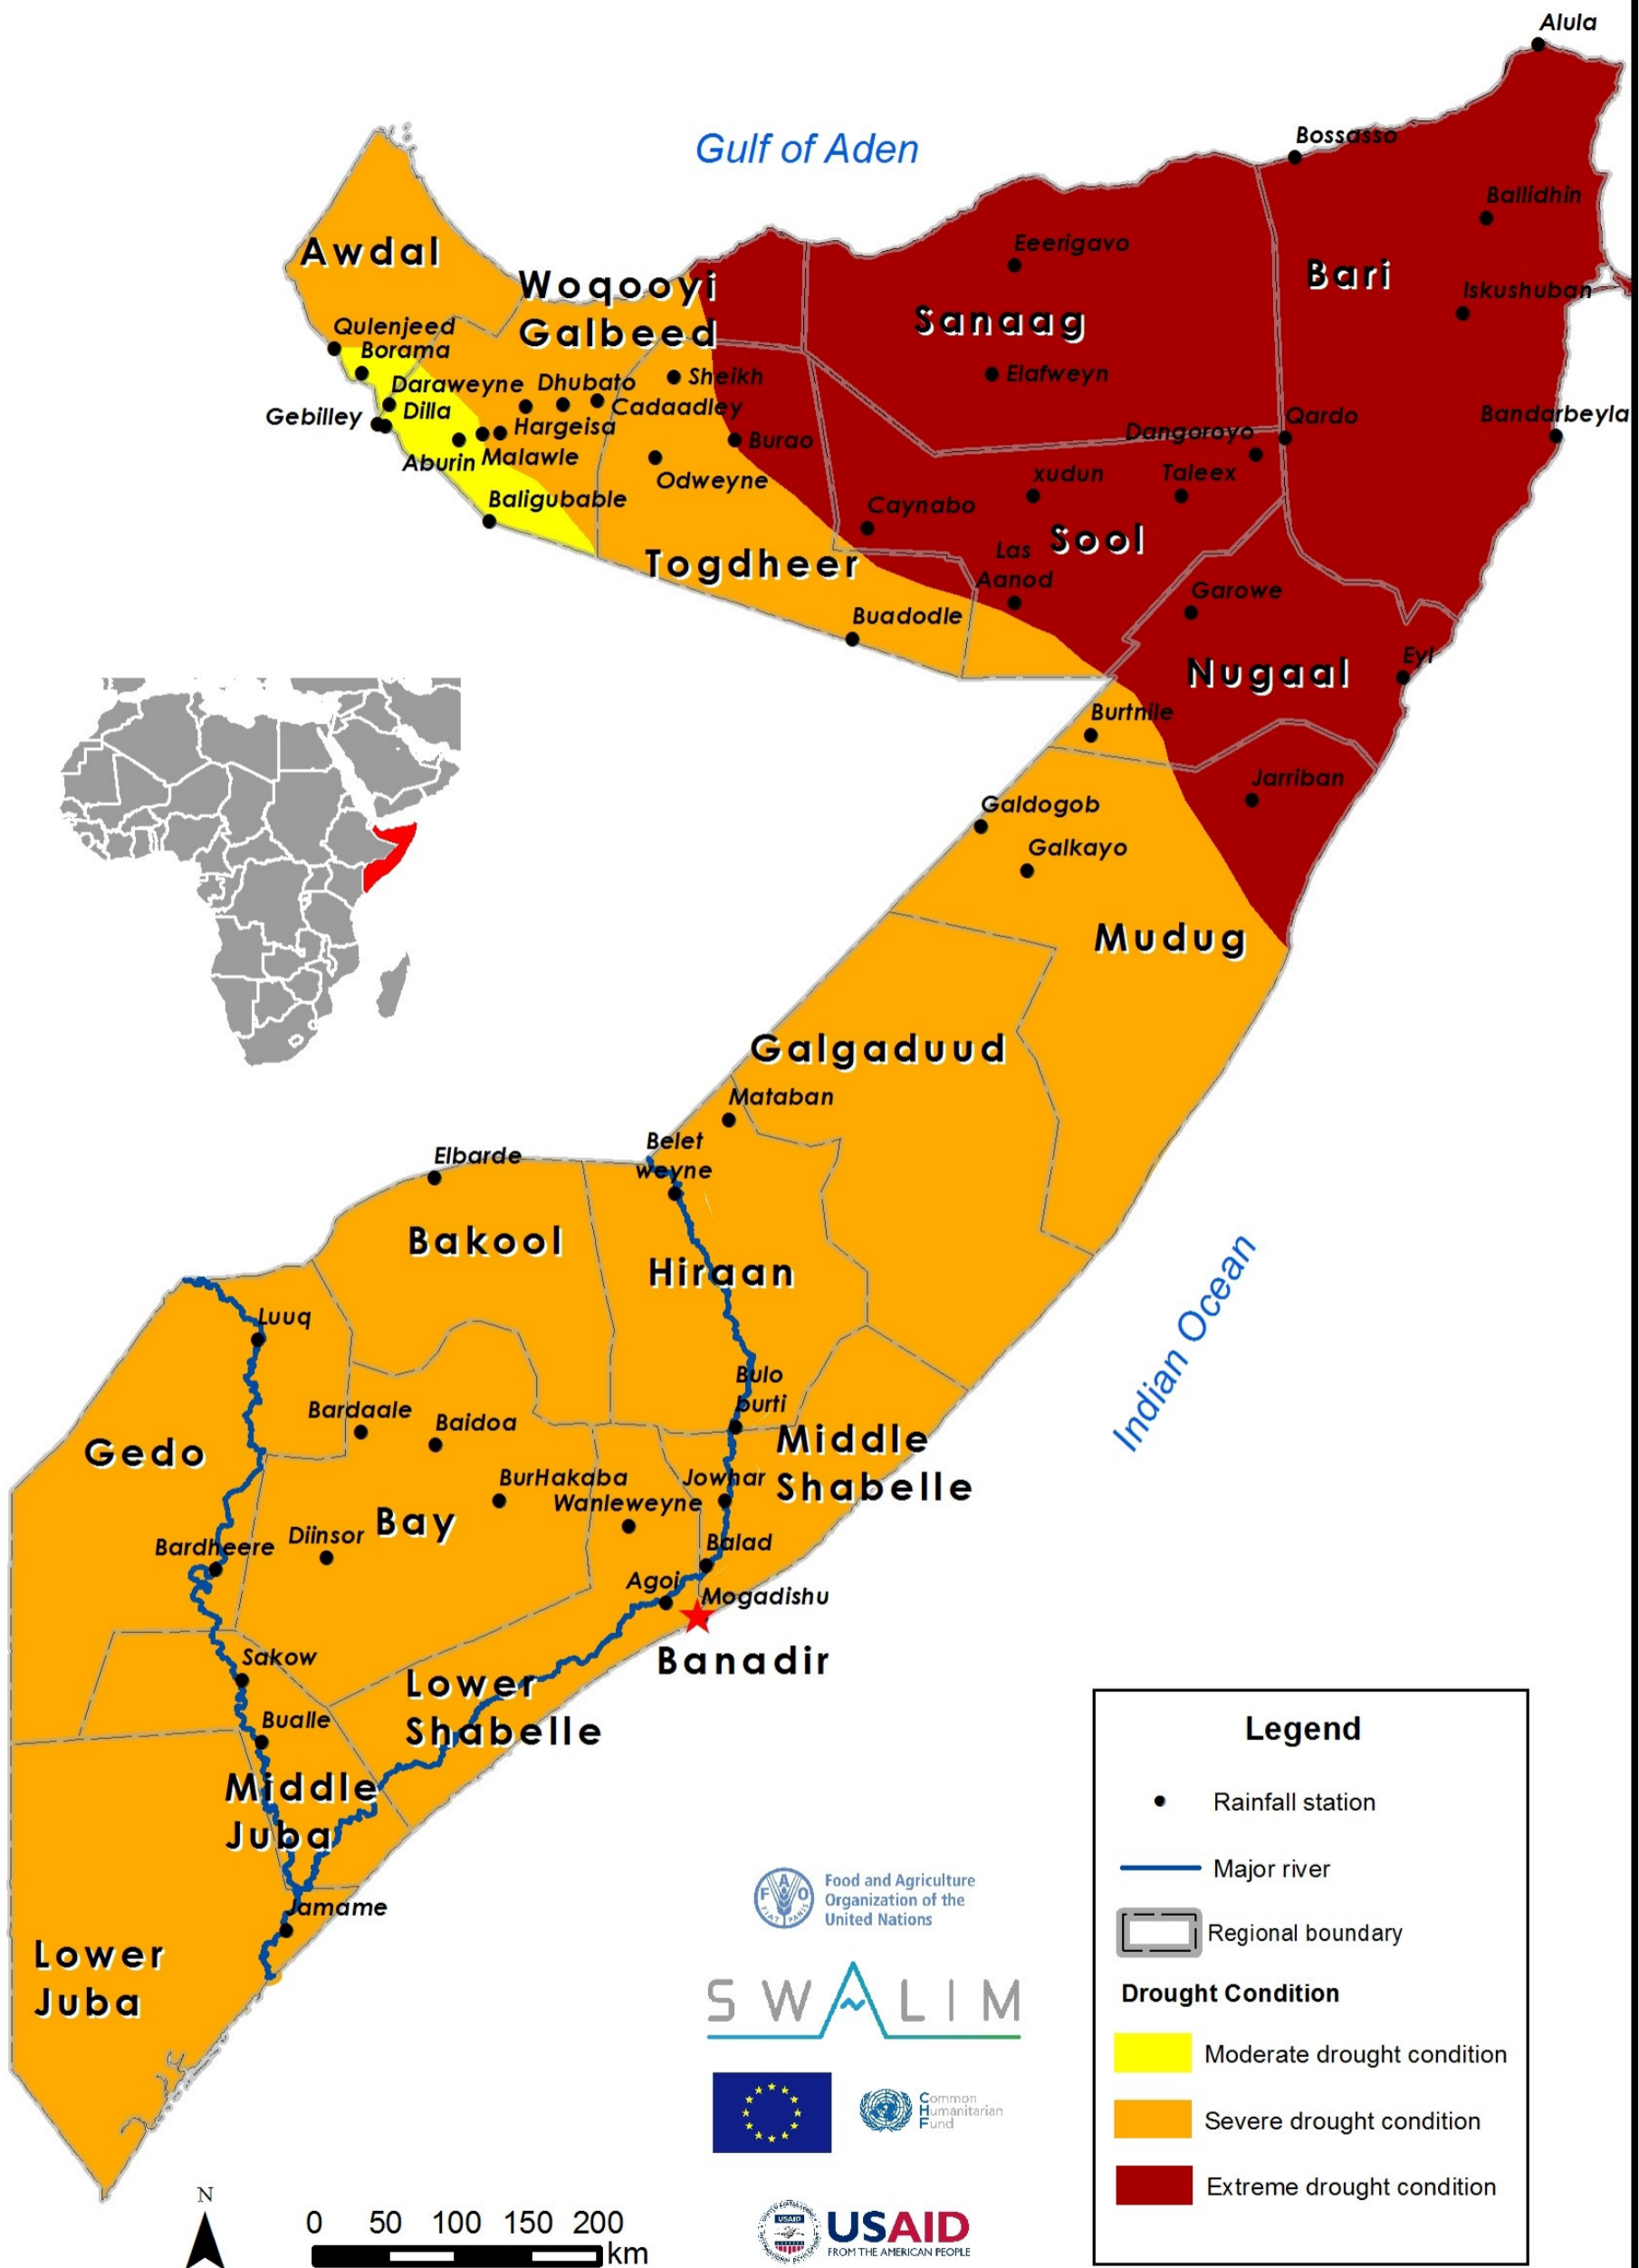 Alula
Gulf of Aden
Bossasso
Ballidhin
Eeerigavo
Awdal
Bari
Woqooyi
Galbeed
Iskushuban
Sanaag
Qulenjeed
Borama
Daraweyne
Dhubato
Sheikh
Elafweyn
Gebilley
Dilla
Cadaadley
Hargeisa
Burao
Dangoroyo
Qardo
Bandarbeyla
Aburin
Malawle
Odweyne
xudun
Taleex
Baligubable
Caynabo
Sool
Las
Aanod
Togdheer
Garowe
Buadodle
Nugaal
Eyl
Burtnile
Jarriban
Galdogob
Galkayo
Mudug
Galgaduud
Mataban
Belet
weyne
Elbarde
Bakool
Hiraan
Indian Ocean
Luuq
Bulo
burti
Bardaale
Baidoa
Gedo
Middle
Shabelle
BurHakaba
Jowhar
Wanleweyne
Bay
Diinsor
Bardheere
Balad
Agoi
Mogadishu
Banadir
Sakow
Lower
Shabelle
Bualle
Middle
Juba
Jamame
Lower
Juba
Legend
Rainfall station
Major river
Regional boundary
Drought Condition
Moderate drought condition
Severe drought condition
Extreme drought condition
FAO
FIAT PANIS
Food and Agriculture
Organization of the
United Nations
SWALIM
Common
Humanitarian
Fund
USAID
USAID
FROM THE AMERICAN PEOPLE
N
0 50 100 150 200
km